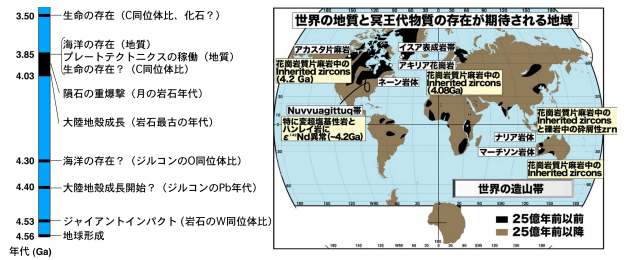 3.50
生命の存在（C同位体比、化石？）
海洋の存在（地質）
3.85
プレートテクトニクスの稼働（地質）
生命の存在？（C同位体比）
4.03
隕石の重爆撃（月の岩石年代）
大陸地殻成長（岩石最古の年代）
4.30
海洋の存在？（ジルコンのO同位体比）
4.40
大陸地殻成長開始？（ジルコンのPb年代）
4.53
ジャイアントインパクト（岩石のW同位体比）
4.56
地球形成
年代 (Ga)
世界の地質と冥王代物質の存在が期待される地域
アカスタ片麻岩
イスア表成岩帯
花崗岩質片麻岩中の
Inherited zircons
(4.2 Ga)
アキリア花崗岩
花崗岩質片麻岩中の
Inherited zircons
(4.08Ga)
ネーン岩体
Nuvvuagittuq帯
特に変超塩基性岩と
ハンレイ岩に
ε¹⁴²Nd異常(~4.2Ga)
花崗岩質片麻岩中の
Inherited zircons
と礫岩中の砕屑性zrn
ナリア岩体
マーチソン岩体
花崗岩質片麻岩中の
Inherited zircons
世界の造山帯
25億年前以前
25億年前以降